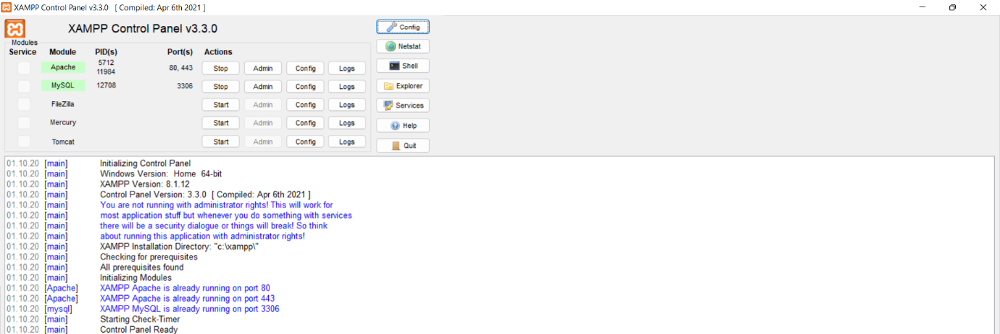 XAMPP Control Panel v3.3.0 [ Compiled: Apr 6th 2021 ]
XAMPP Control Panel v3.3.0
Config
Modules
Service Module PID(s) Port(s) Actions
Netstat
Apache 5712 11984 80, 443 Stop Admin Config Logs
Shell
MySQL 12708 3306 Stop Admin Config Logs
Explorer
FileZilla Start Admin Config Logs
Services
Mercury Start Admin Config Logs
Help
Tomcat Start Admin Config Logs
Quit
01.10.20 [main] Initializing Control Panel
01.10.20 [main] Windows Version: Home 64-bit
01.10.20 [main] XAMPP Version: 8.1.12
01.10.20 [main] Control Panel Version: 3.3.0 [ Compiled: Apr 6th 2021 ]
01.10.20 [main] You are not running with administrator rights! This will work for
01.10.20 [main] most application stuff but whenever you do something with services
01.10.20 [main] there will be a security dialogue or things will break! So think
01.10.20 [main] about running this application with administrator rights!
01.10.20 [main] XAMPP Installation Directory: "c:\xampp\"
01.10.20 [main] Checking for prerequisites
01.10.20 [main] All prerequisites found
01.10.20 [main] Initializing Modules
01.10.20 [Apache] XAMPP Apache is already running on port 80
01.10.20 [Apache] XAMPP Apache is already running on port 443
01.10.20 [mysql] XAMPP MySQL is already running on port 3306
01.10.20 [main] Starting Check-Timer
01.10.20 [main] Control Panel Ready